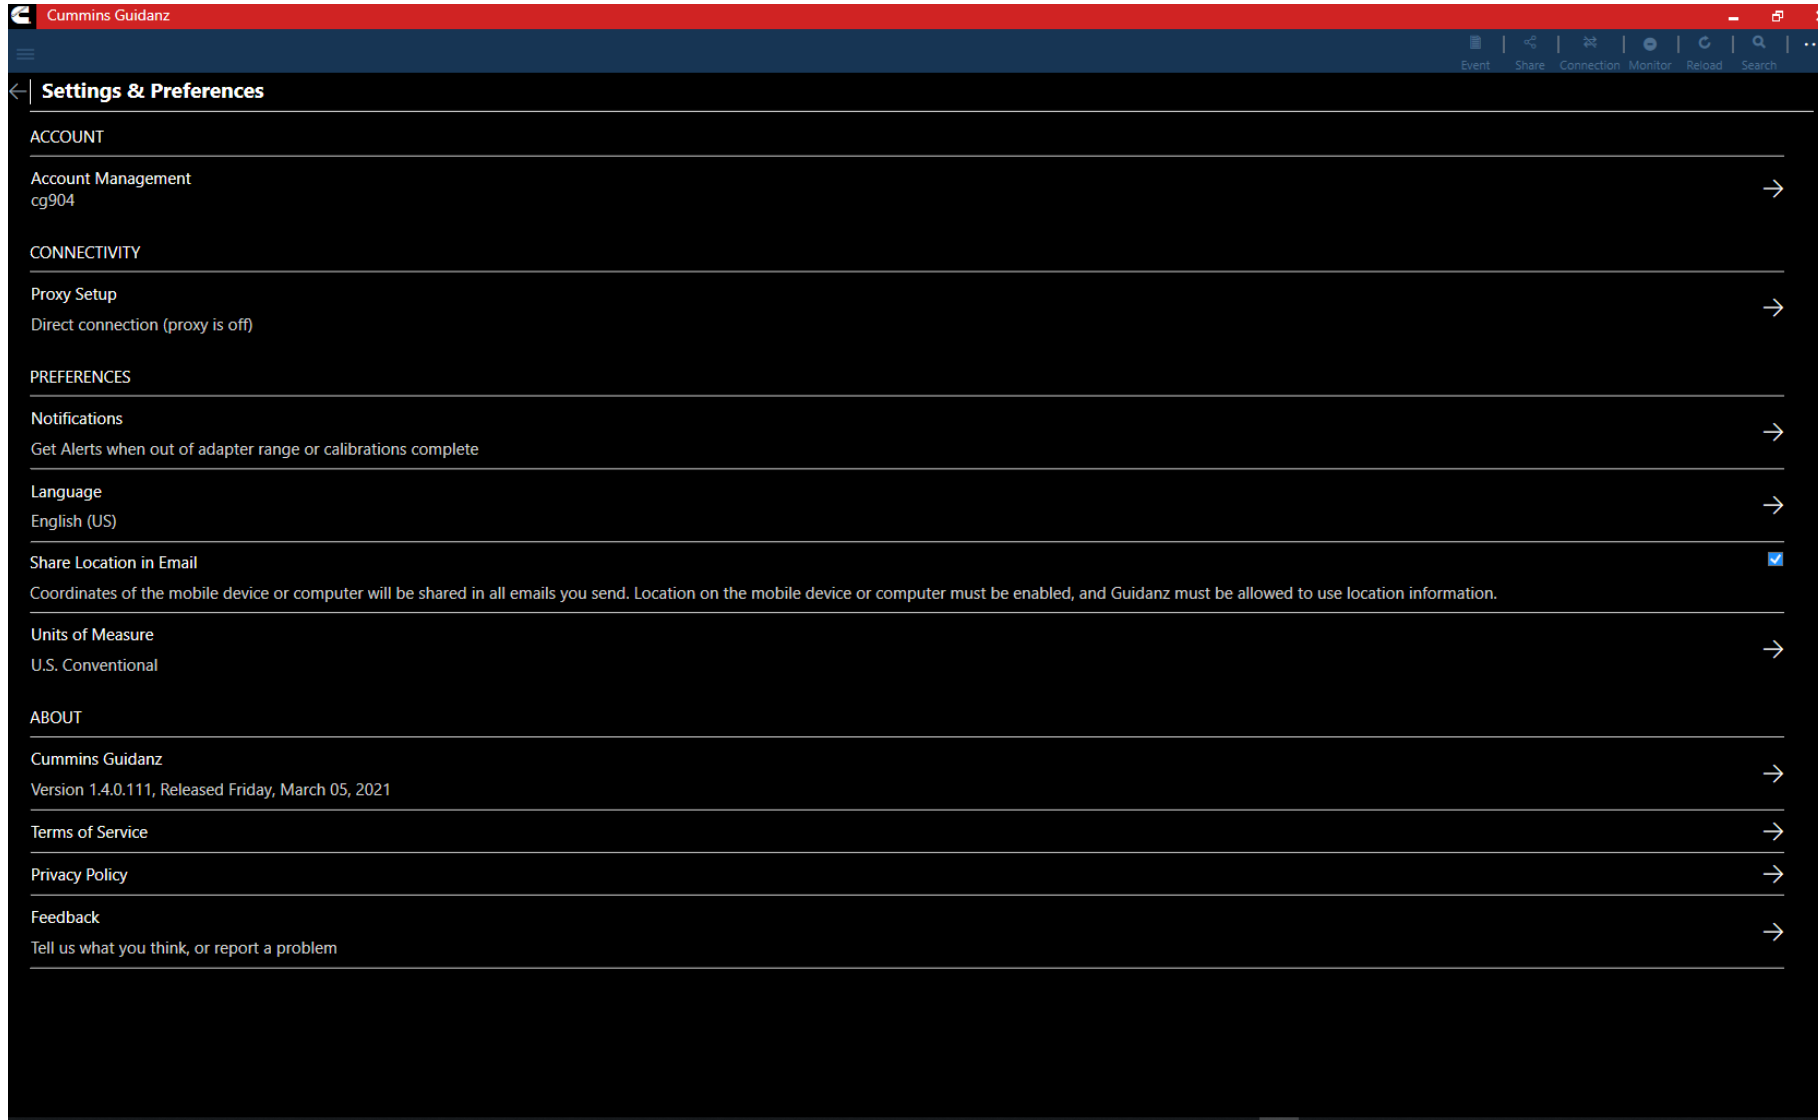 Cummins Guidanz
Event Share Connection Monitor Reload Search
Settings & Preferences
ACCOUNT
Account Management
cg904
CONNECTIVITY
Proxy Setup
Direct connection (proxy is off)
PREFERENCES
Notifications
Get Alerts when out of adapter range or calibrations complete
Language
English (US)
Share Location in Email
Coordinates of the mobile device or computer will be shared in all emails you send. Location on the mobile device or computer must be enabled, and Guidanz must be allowed to use location information.
Units of Measure
U.S. Conventional
ABOUT
Cummins Guidanz
Version 1.4.0.111, Released Friday, March 05, 2021
Terms of Service
Privacy Policy
Feedback
Tell us what you think, or report a problem